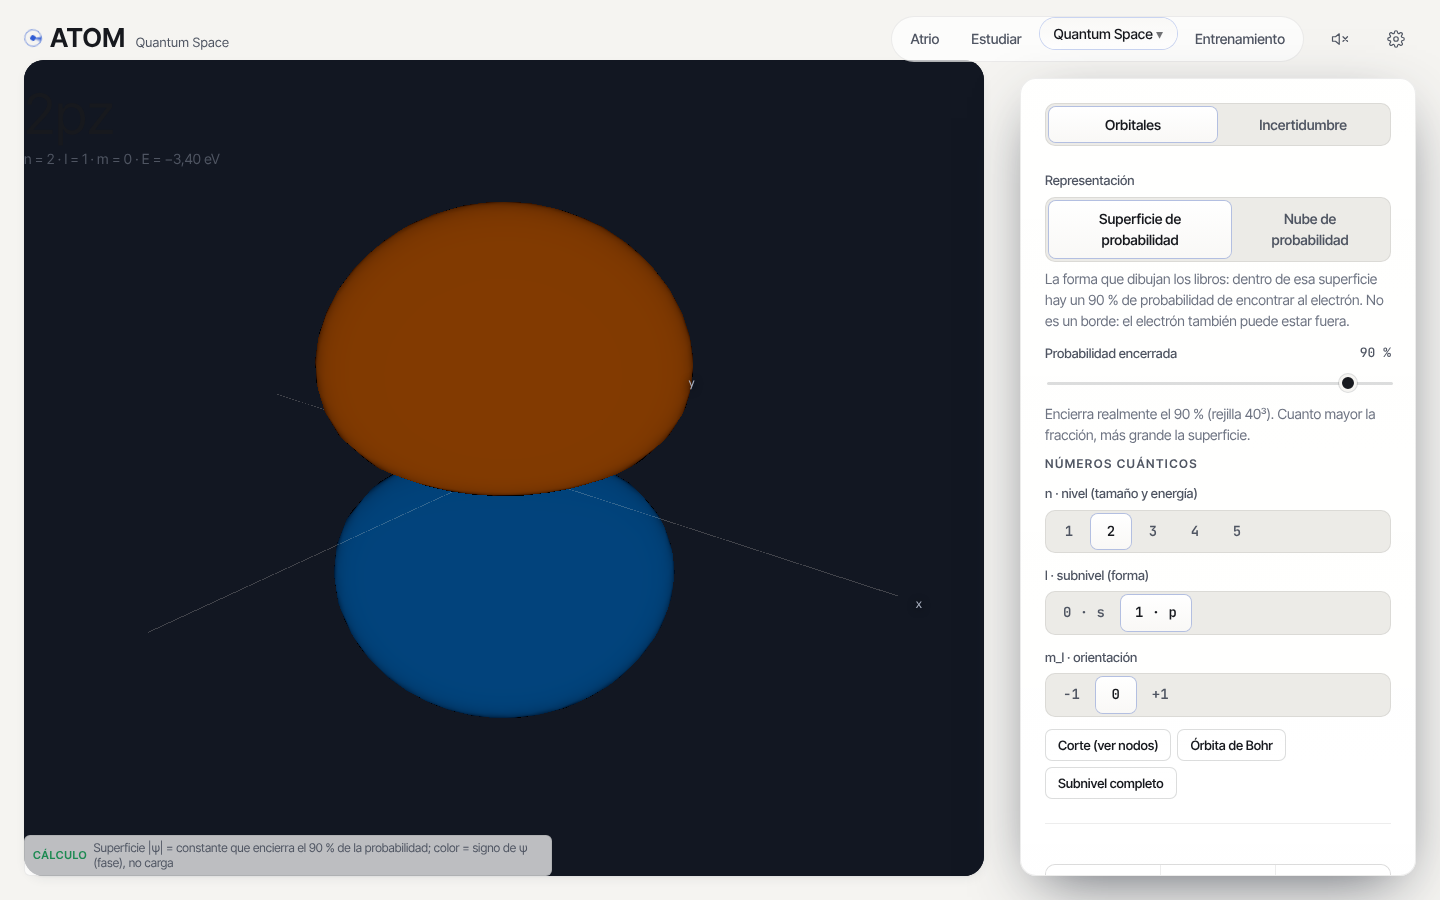 ATOM Quantum Space
Atrio Estudiar Quantum Space ▾ Entrenamiento
2pz
n = 2 · l = 1 · m = 0 · E = −3,40 eV
y
x
CÁLCULO Superficie |ψ| = constante que encierra el 90 % de la probabilidad; color = signo de ψ
(fase), no carga
Orbitales Incertidumbre
Representación
Superficie de
probabilidad
Nube de
probabilidad
La forma que dibujan los libros: dentro de esa superficie
hay un 90 % de probabilidad de encontrar al electrón. No
es un borde: el electrón también puede estar fuera.
Probabilidad encerrada 90 %
Encierra realmente el 90 % (rejilla 40³). Cuanto mayor la
fracción, más grande la superficie.
NÚMEROS CUÁNTICOS
n · nivel (tamaño y energía)
1 2 3 4 5
l · subnivel (forma)
0 · s 1 · p
m_l · orientación
-1 0 +1
Corte (ver nodos) Órbita de Bohr
Subnivel completo